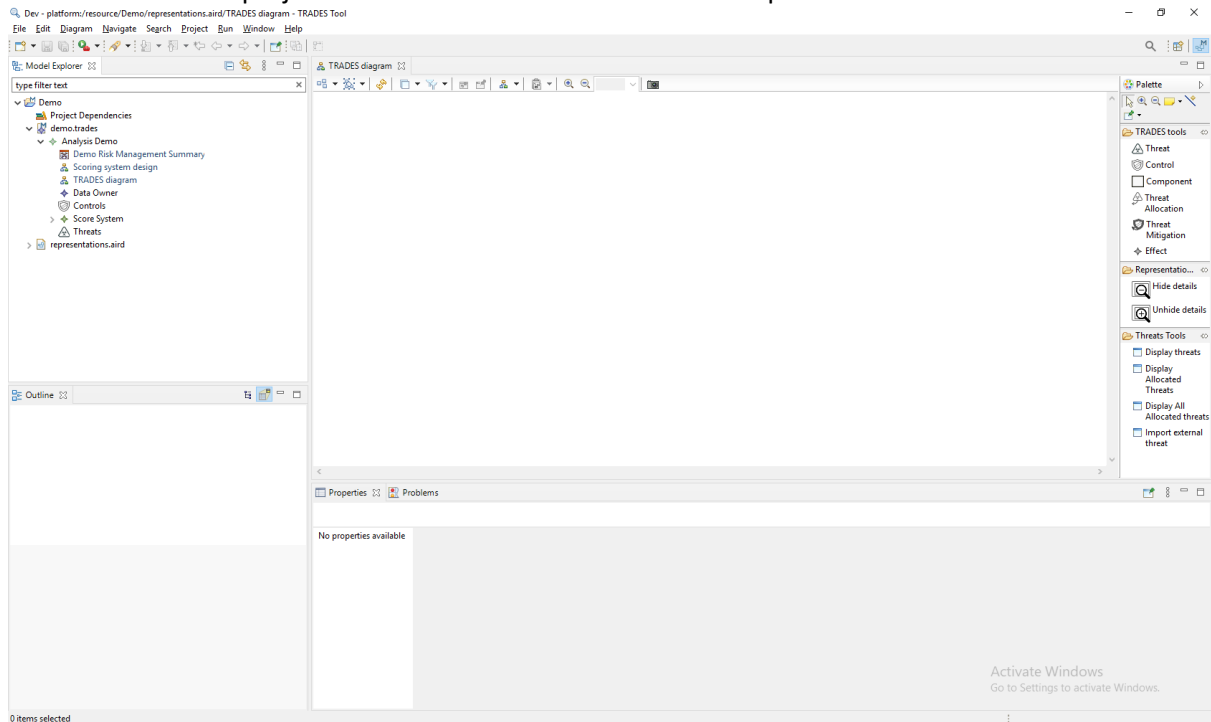 Dev - platform:/resource/Demo/representations.aird/TRADES diagram - TRADES Tool
File Edit Diagram Navigate Search Project Run Window Help
Model Explorer
TRADES diagram
type filter text
Palette
Demo
Project Dependencies
demo.trades
Analysis Demo
Demo Risk Management Summary
Scoring system design
TRADES diagram
Data Owner
Controls
Score System
Threats
representations.aird
TRADES tools
Threat
Control
Component
Threat
Allocation
Threat
Mitigation
Effect
Representatio...
Hide details
Unhide details
Threats Tools
Display threats
Display
Allocated
Threats
Display All
Allocated threats
Import external
threat
Outline
Properties Problems
No properties available
Activate Windows
Go to Settings to activate Windows.
0 items selected